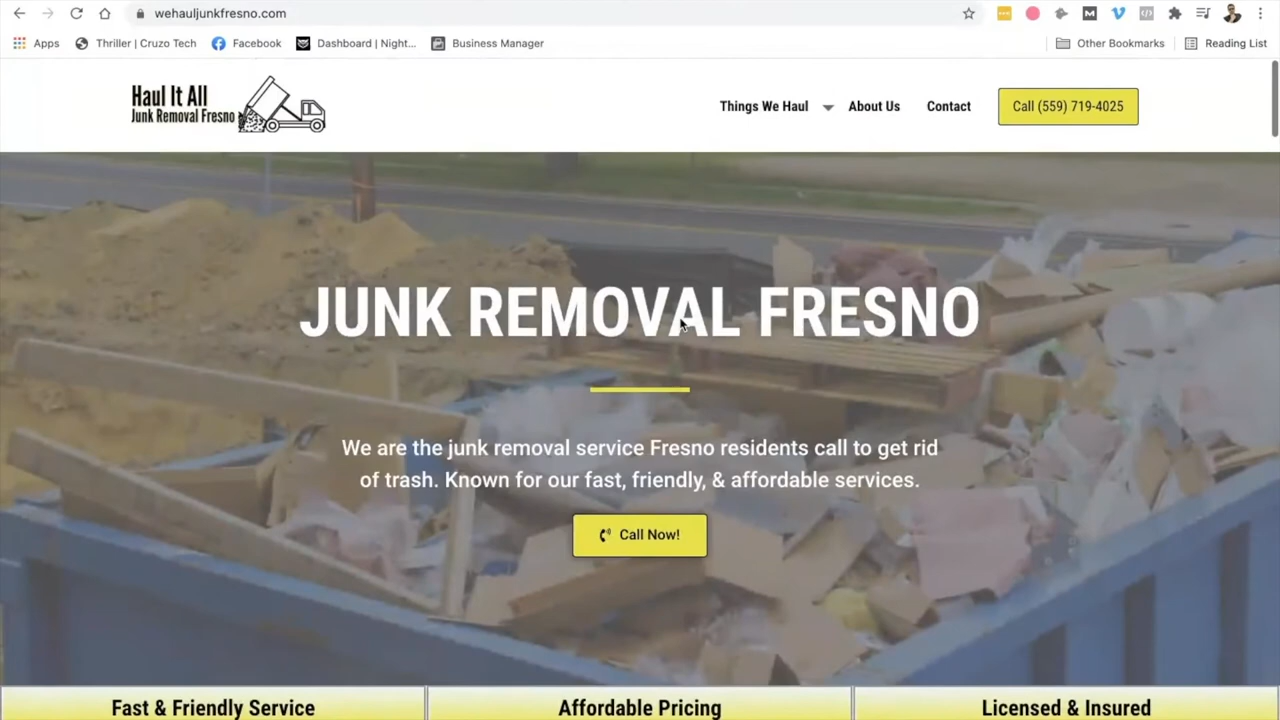 wehauljunkfresno.com
Apps
Thriller | Cruzo Tech
Facebook
Dashboard | Night...
Business Manager
Other Bookmarks
Reading List
Haul It All
Junk Removal Fresno
Things We Haul
About Us
Contact
Call (559) 719-4025
JUNK REMOVAL FRESNO
We are the junk removal service Fresno residents call to get rid
of trash. Known for our fast, friendly, & affordable services.
Call Now!
Fast & Friendly Service
Affordable Pricing
Licensed & Insured